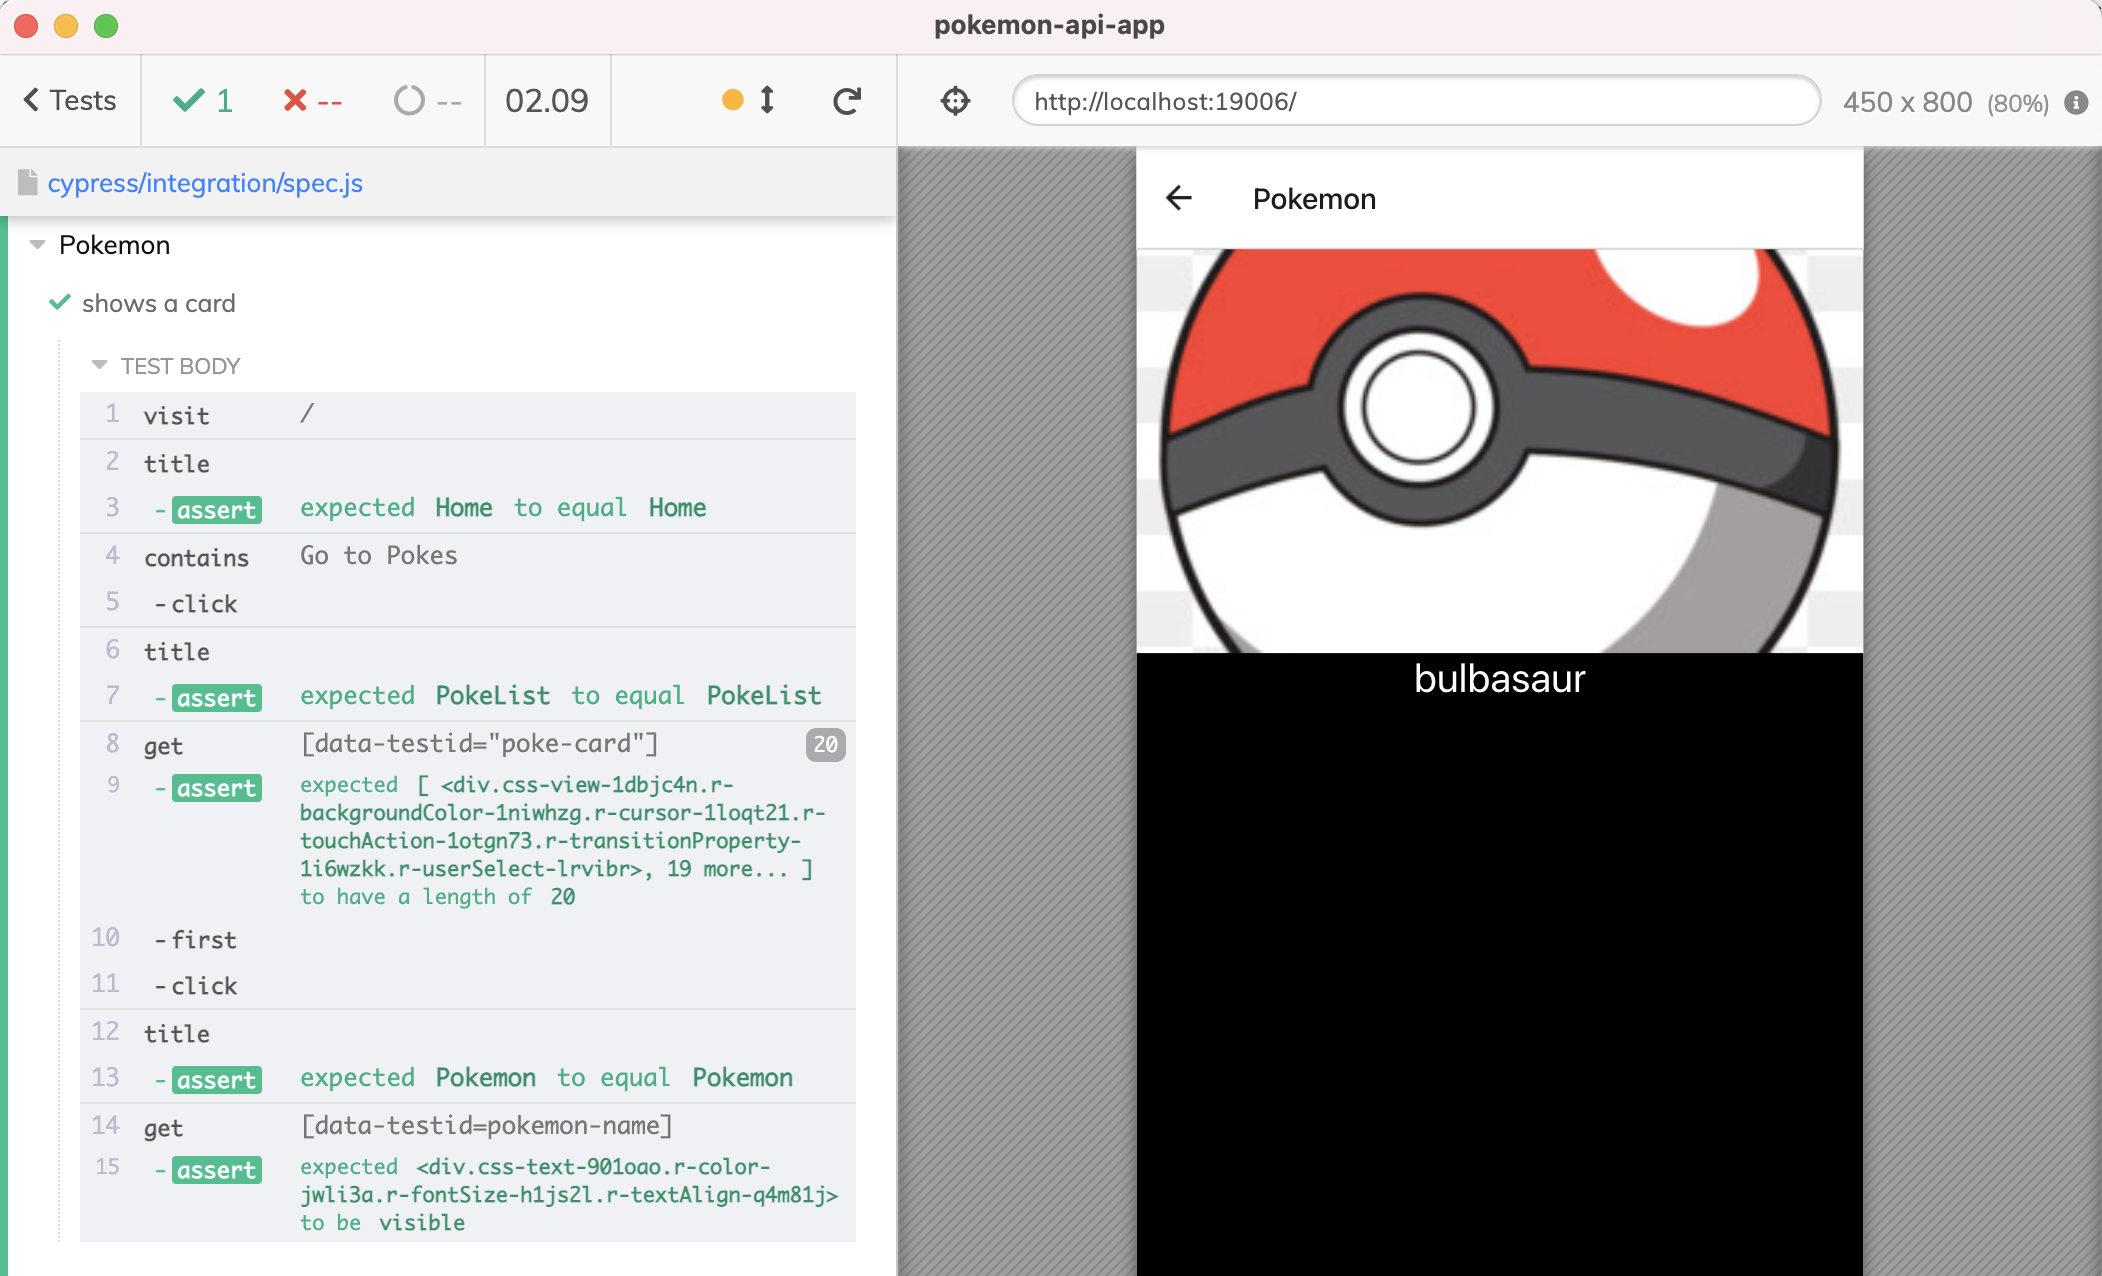 pokemon-api-app
Tests 1 -- -- 02.09 http://localhost:19006/ 450 x 800 (80%)
cypress/integration/spec.js
Pokemon
shows a card
TEST BODY
1 visit /
2 title
3 -assert expected Home to equal Home
4 contains Go to Pokes
5 -click
6 title
7 -assert expected PokeList to equal PokeList
8 get [data-testid="poke-card"] 20
9 -assert expected [ <div.css-view-1dbjc4n.r-
backgroundColor-1niwhzg.r-cursor-1loqt21.r-
touchAction-1otgn73.r-transitionProperty-
1i6wzkk.r-userSelect-lrvibr>, 19 more... ]
to have a length of 20
10 -first
11 -click
12 title
13 -assert expected Pokemon to equal Pokemon
14 get [data-testid=pokemon-name]
15 -assert expected <div.css-text-901oao.r-color-
jwli3a.r-fontSize-h1js2l.r-textAlign-q4m81j>
to be visible
Pokemon
bulbasaur